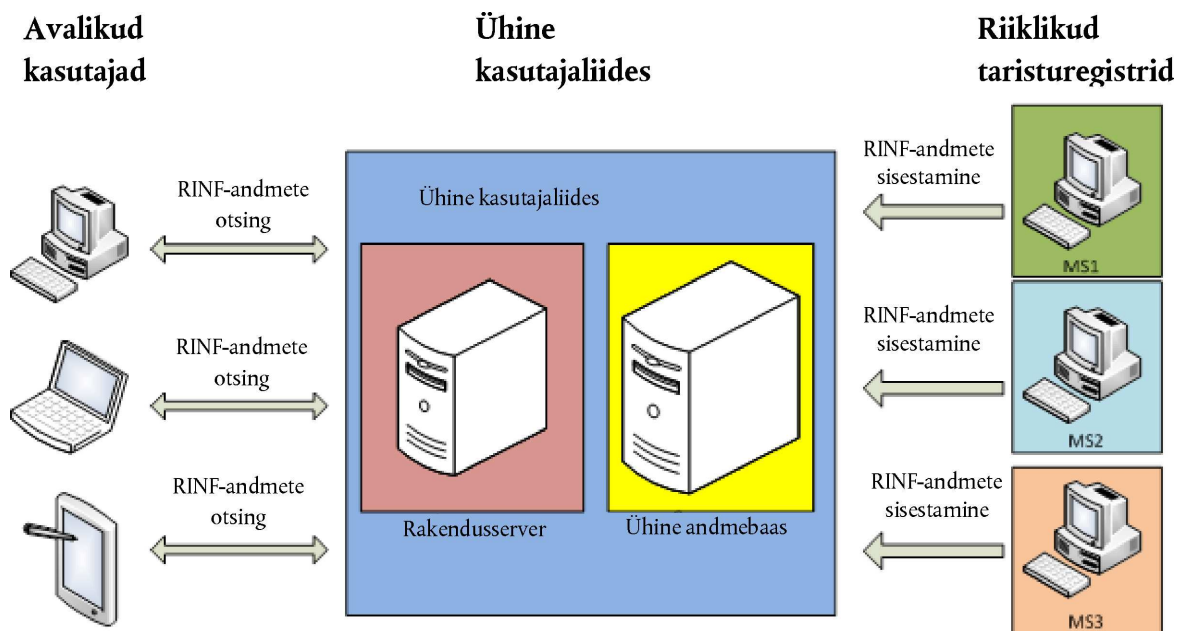 Avalikud
kasutajad
Ühine
kasutajaliides
Riiklikud
taristuregistrid
RINF-andmete
otsing
RINF-andmete
otsing
RINF-andmete
otsing
Ühine kasutajaliides
Rakendusserver
Ühine andmebaas
RINF-andmete
sisestamine
MS1
RINF-andmete
sisestamine
MS2
RINF-andmete
sisestamine
MS3